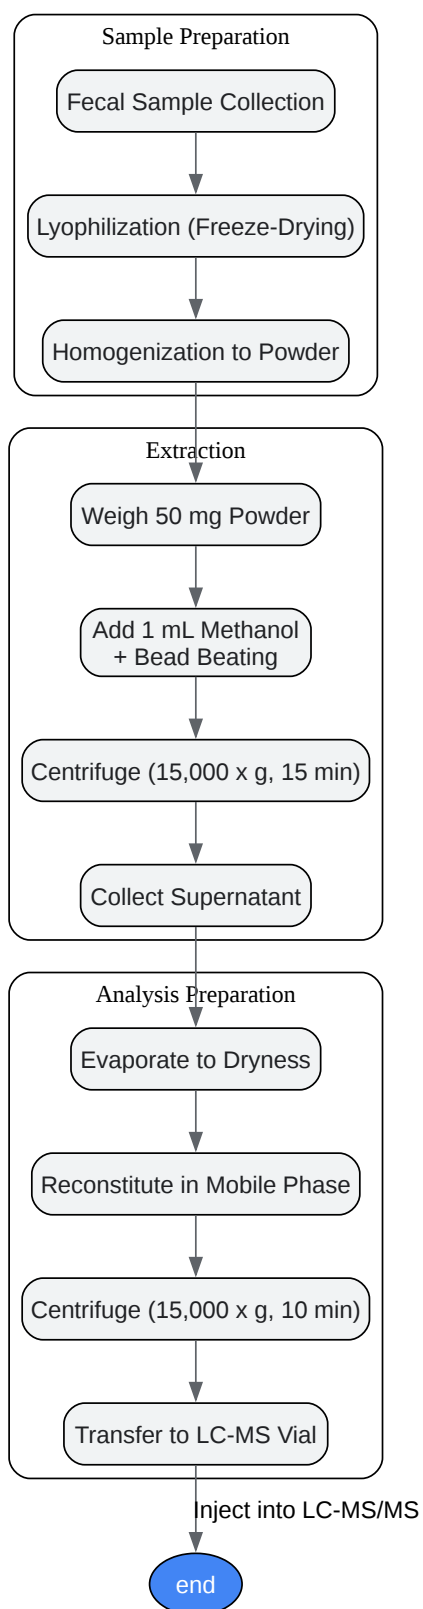 Sample Preparation
Fecal Sample Collection
Lyophilization (Freeze-Drying)
Homogenization to Powder
Extraction
Weigh 50 mg Powder
Add 1 mL Methanol
+ Bead Beating
Centrifuge (15,000 x g, 15 min)
Collect Supernatant
Analysis Preparation
Evaporate to Dryness
Reconstitute in Mobile Phase
Centrifuge (15,000 x g, 10 min)
Transfer to LC-MS Vial
Inject into LC-MS/MS
end